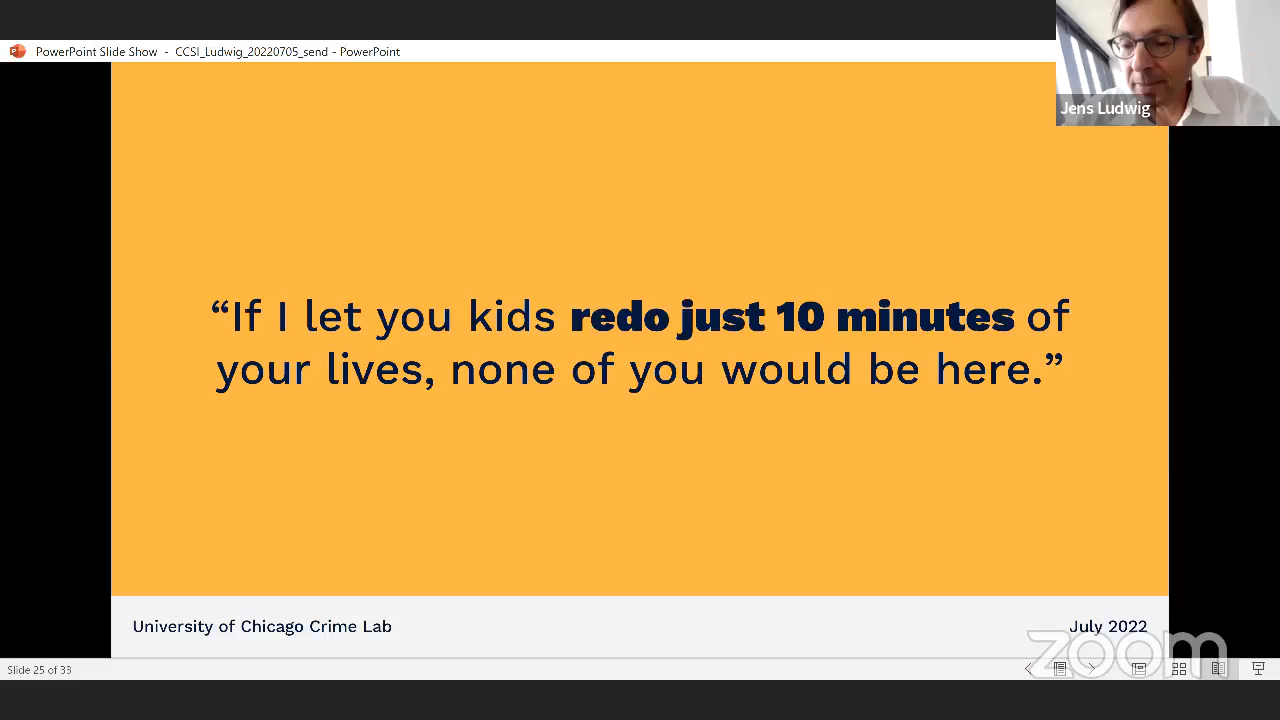 PowerPoint Slide Show - CCSI_Ludwig_20220705_send - PowerPoint
Jens Ludwig
“If I let you kids redo just 10 minutes of
your lives, none of you would be here.”
University of Chicago Crime Lab
July 2022
zoom
Slide 25 of 33